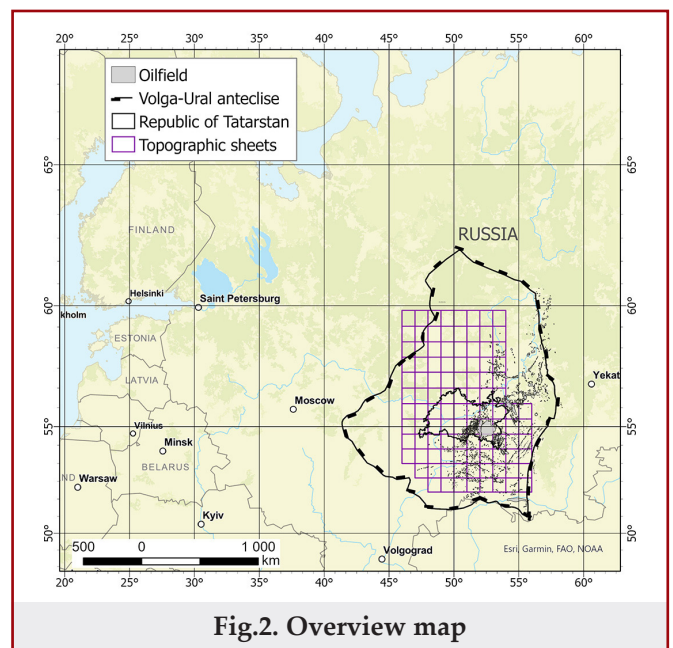 20° 25° 30° 35° 40° 45° 50° 55° 60°
Oilfield
Volga-Ural anteclise
Republic of Tatarstan
Topographic sheets
65° 65°
RUSSIA
FINLAND
Helsinki
Saint Petersburg
60° 60°
kholm
ESTONIA
LATVIA
Yekat
Moscow
55° 55°
Vilnius
Minsk
BELARUS
ND Warsaw
Kyiv
50° 50°
500 0 1 000
km
Volgograd
Esri, Garmin, FAO, NOAA
20° 25° 30° 35° 40° 45° 50° 55° 60°
Fig.2. Overview map